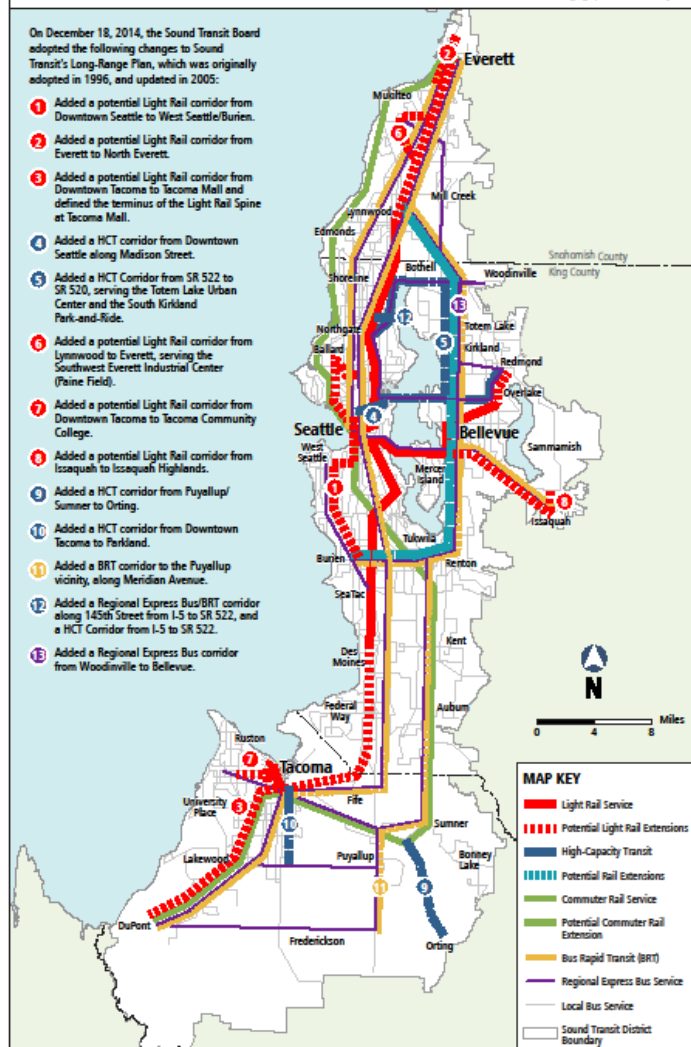 On December 18, 2014, the Sound Transit Board
adopted the following changes to Sound
Transit's Long-Range Plan, which was originally
adopted in 1996, and updated in 2005:
1 Added a potential Light Rail corridor from
Downtown Seattle to West Seattle/Burien.
2 Added a potential Light Rail corridor from
Everett to North Everett.
3 Added a potential Light Rail corridor from
Downtown Tacoma to Tacoma Mall and
defined the terminus of the Light Rail Spine
at Tacoma Mall.
4 Added a HCT corridor from Downtown
Seattle along Madison Street.
5 Added a HCT Corridor from SR 522 to
SR 520, serving the Totem Lake Urban
Center and the South Kirkland
Park-and-Ride.
6 Added a potential Light Rail corridor from
Lynnwood to Everett, serving the
Southwest Everett Industrial Center
(Paine Field).
7 Added a potential Light Rail corridor from
Downtown Tacoma to Tacoma Community
College.
8 Added a potential Light Rail corridor from
Issaquah to Issaquah Highlands.
9 Added a HCT corridor from Puyallup/
Sumner to Orting.
10 Added a HCT corridor from Downtown
Tacoma to Parkland.
11 Added a BRT corridor to the Puyallup
vicinity, along Meridian Avenue.
12 Added a Regional Express Bus/BRT corridor
along 145th Street from I-5 to SR 522, and
a HCT Corridor from I-5 to SR 522.
13 Added a Regional Express Bus corridor
from Woodinville to Bellevue.
2
Everett
Mukilteo
6
Mill Creek
Lynnwood
Edmonds
Snohomish County
King County
Bothell
Woodinville
Shoreline
13
12
Totem Lake
Northgate
5
Kirkland
Ballard
Redmond
Overlake
4
Seattle
Bellevue
West
Seattle
Sammamish
Mercer
Island
1
8
Issaquah
Tukwila
Burien
Renton
SeaTac
Kent
Des
Moines
N
Auburn
Federal
Way
0 4 8 Miles
Ruston
7
Tacoma
3
University
Place
Fife
10
Sumner
Lakewood
Puyallup
Bonney
Lake
11
9
DuPont
Frederickson
Orting
MAP KEY
Light Rail Service
Potential Light Rail Extensions
High-Capacity Transit
Potential Rail Extensions
Commuter Rail Service
Potential Commuter Rail
Extension
Bus Rapid Transit (BRT)
Regional Express Bus Service
Local Bus Service
Sound Transit District
Boundary